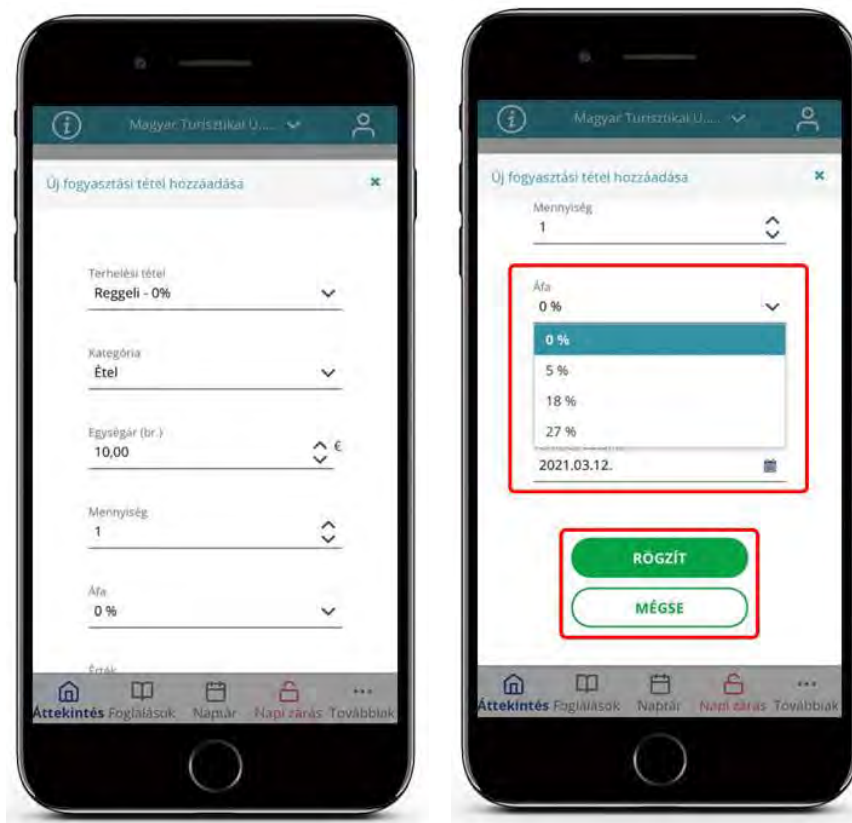 Magyar Turisztikai Ü.....
Új fogyasztási tétel hozzáadása
Terhelési tétel
Reggeli - 0%
Kategória
Étel
Egységár (br.)
10,00 €
Mennyiség
1
Áfa
0 %
Érték
Áttekintés Foglalások Naptár Napi zárás Továbbiak
Magyar Turisztikai Ü.....
Új fogyasztási tétel hozzáadása
Mennyiség
1
Áfa
0 %
0 %
5 %
18 %
27 %
2021.03.12.
RÖGZÍT
MÉGSE
Áttekintés Foglalások Naptár Napi zárás Továbbiak